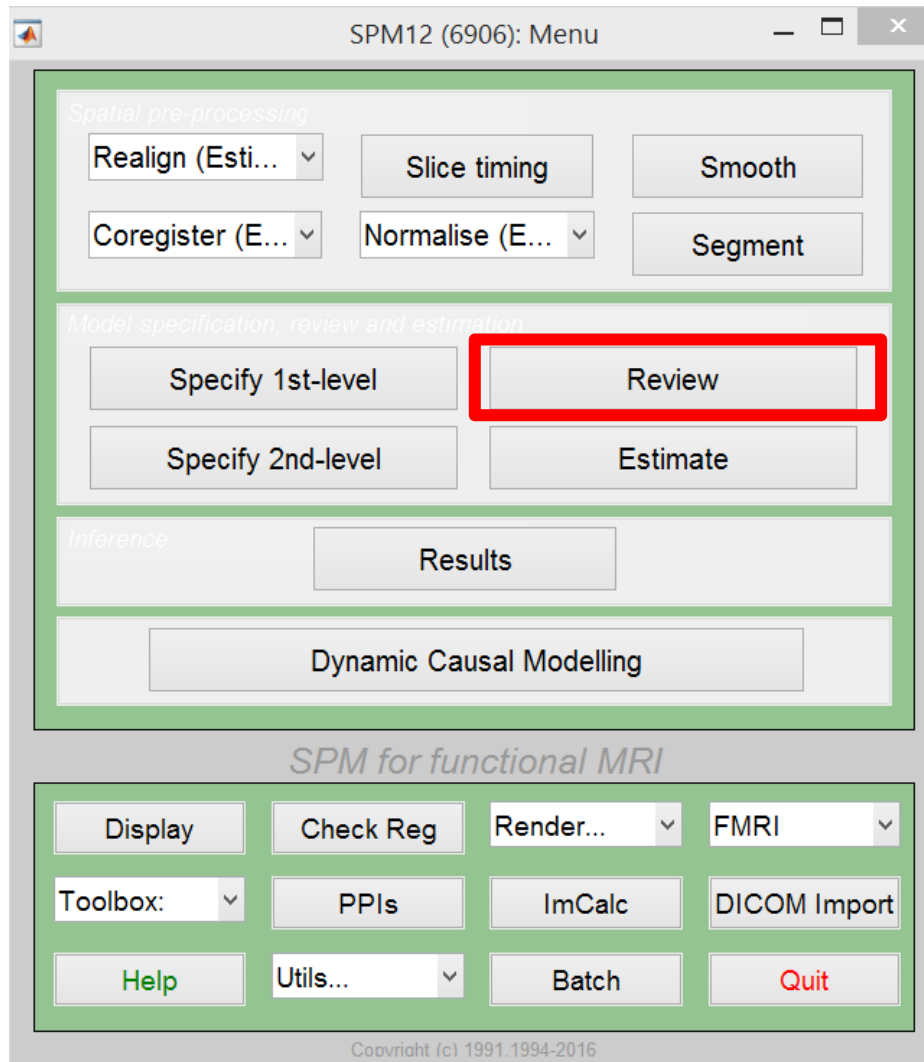 SPM12 (6906): Menu
Spatial pre-processing
Realign (Esti...
Slice timing
Smooth
Coregister (E...
Normalise (E...
Segment
Model specification, review and estimation
Specify 1st-level
Review
Specify 2nd-level
Estimate
Inference
Results
Dynamic Causal Modelling
SPM for functional MRI
Display
Check Reg
Render...
FMRI
Toolbox:
PPIs
ImCalc
DICOM Import
Help
Utils...
Batch
Quit
Copyright (c) 1991,1994-2016